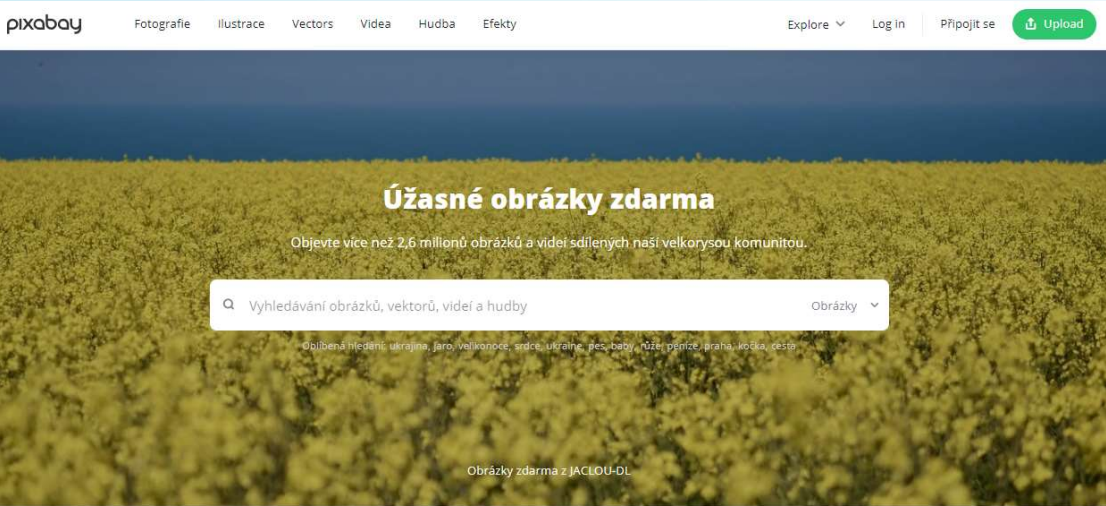 pixabay Fotografie Ilustrace Vectors Videa Hudba Efekty Explore Log in Připojit se Upload
Úžasné obrázky zdarma
Objevte více než 2,6 milionů obrázků a videí sdílených naší velkorysou komunitou.
Vyhledávání obrázků, vektorů, videí a hudby Obrázky
Oblíbená hledání: ukrajina, jaro, velikonoce, srdce, ukraine, pes, baby, růže, peníze, praha, kočka, cesta
Obrázky zdarma z JACLOU-DL